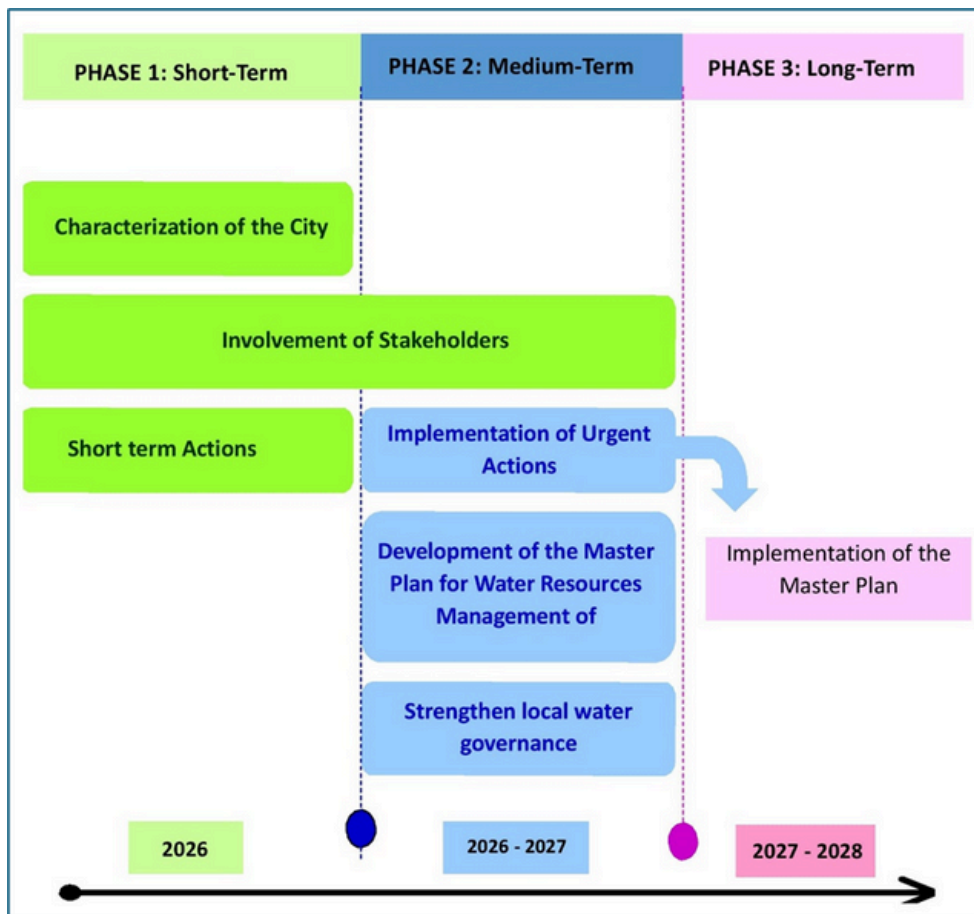 PHASE 1: Short-Term
PHASE 2: Medium-Term
PHASE 3: Long-Term
Characterization of the City
Involvement of Stakeholders
Short term Actions
Implementation of Urgent
Actions
Development of the Master
Plan for Water Resources
Management of
Implementation of the
Master Plan
Strengthen local water
governance
2026
2026 - 2027
2027 - 2028